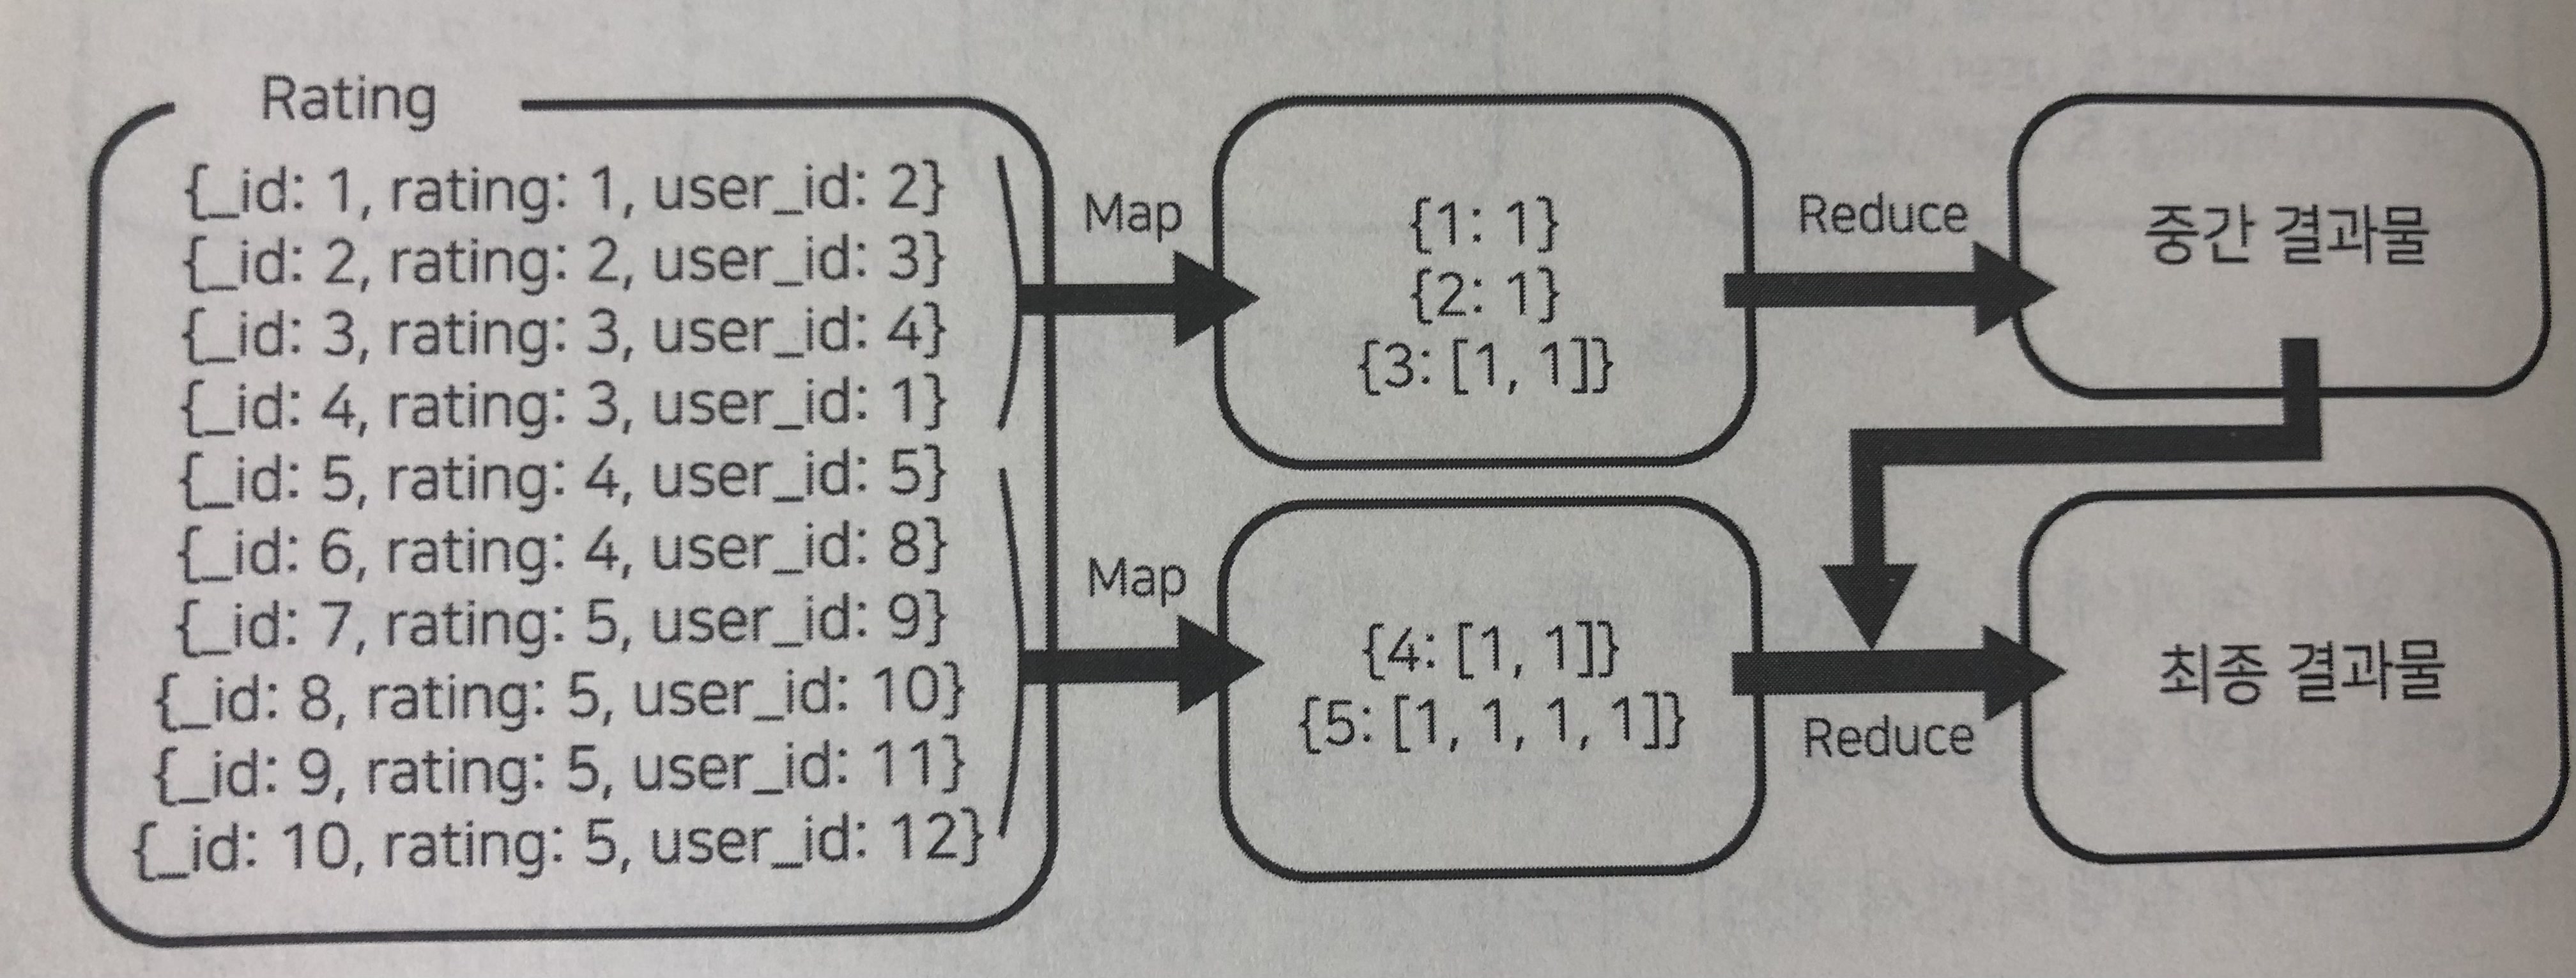 Rating
{_id: 1, rating: 1, user_id: 2}
{_id: 2, rating: 2, user_id: 3}
{_id: 3, rating: 3, user_id: 4}
{_id: 4, rating: 3, user_id: 1}
{_id: 5, rating: 4, user_id: 5}
{_id: 6, rating: 4, user_id: 8}
{_id: 7, rating: 5, user_id: 9}
{_id: 8, rating: 5, user_id: 10}
{_id: 9, rating: 5, user_id: 11}
{_id: 10, rating: 5, user_id: 12}
Map
{1: 1}
{2: 1}
{3: [1, 1]}
Reduce
중간 결과물
Map
{4: [1, 1]}
{5: [1, 1, 1, 1]}
Reduce
최종 결과물